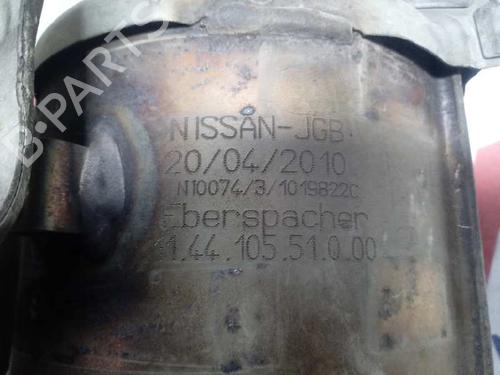 NISSAN-JGB
20/04/2010
N10074/3/1019822C
Eberspacher
1.44.105.51.0.00
B-PARTS